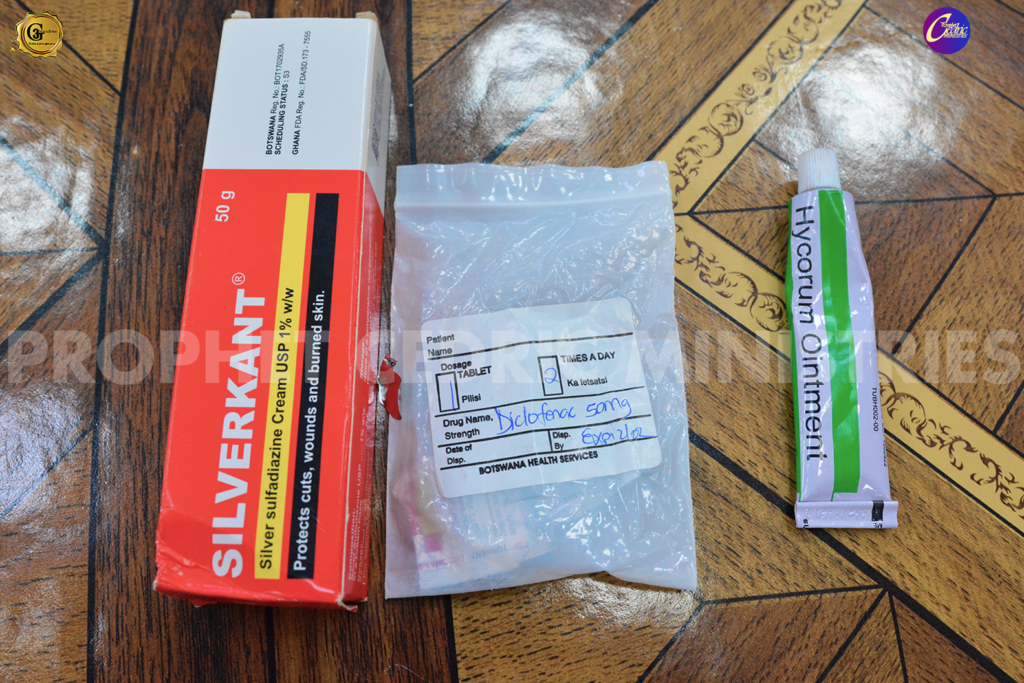 BOTSWANA Reg. No.: BOT1702935A
SCHEDULING STATUS : S3
GHANA FDA Reg. No.: FDA/SD.173 - 7555
50 g
SILVERKANT®
Silver sulfadiazine Cream USP 1% w/w
Protects cuts, wounds and burned skin.
Patient
Name
Dosage
1 TABLET
Pilisi
2 TIMES A DAY
Ka letsatsi
Drug Name, Diclofenac 50mg
Strength
Date of
Disp.
Disp.
By
BOTSWANA HEALTH SERVICES
Hycorum Ointment
PROPHET CEDRIC MINISTRIES